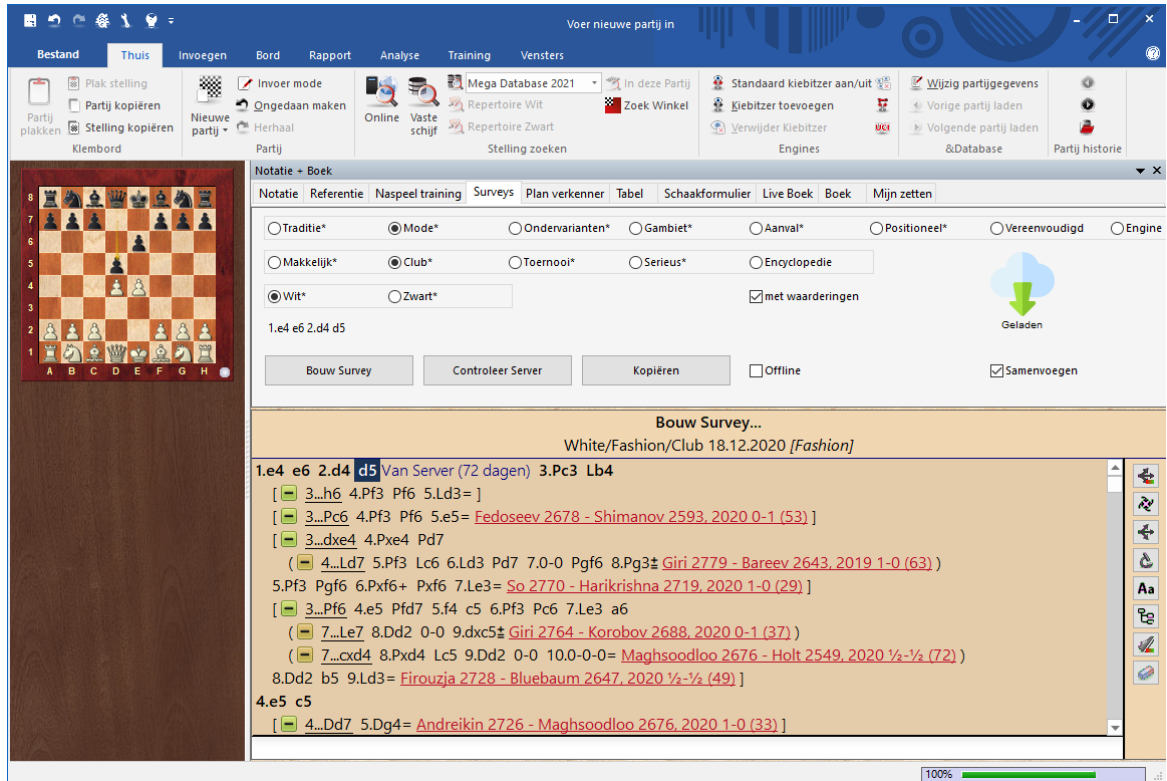 Voer nieuwe partij in
Bestand Thuis Invoegen Bord Rapport Analyse Training Vensters
Partij plakken
Plak stelling
Partij kopiëren
Stelling kopiëren
Klembord
Nieuwe partij
Invoer mode
Ongedaan maken
Herhaal
Partij
Online
Vaste schijf
Mega Database 2021
Repertoire Wit
Repertoire Zwart
In deze Partij
Zoek Winkel
Stelling zoeken
Standaard kiebitzer aan/uit
Kiebitzer toevoegen
Verwijder Kiebitzer
UCI
Engines
Wijzig partijgegevens
Vorige partij laden
Volgende partij laden
&Database
Partij historie
Notatie + Boek
Notatie Referentie Naspeel training Surveys Plan verkenner Tabel Schaakformulier Live Boek Boek Mijn zetten
Traditie* Mode* Ondervarianten* Gambiet* Aanval* Positioneel* Vereenvoudigd Engine
Makkelijk* Club* Toernooi* Serieus* Encyclopedie
Wit* Zwart* met waarderingen
1.e4 e6 2.d4 d5
Geladen
Bouw Survey Controleer Server Kopiëren Offline Samenvoegen
8
7
6
5
4
3
2
1
A B C D E F G H
Bouw Survey...
White/Fashion/Club 18.12.2020 [Fashion]
1.e4 e6 2.d4 d5 Van Server (72 dagen) 3.Pc3 Lb4
[ 3...h6 4.Pf3 Pf6 5.Ld3= ]
[ 3...Pc6 4.Pf3 Pf6 5.e5= Fedoseev 2678 - Shimanov 2593, 2020 0-1 (53) ]
[ 3...dxe4 4.Pxe4 Pd7
( 4...Ld7 5.Pf3 Lc6 6.Ld3 Pd7 7.0-0 Pgf6 8.Pg3± Giri 2779 - Bareev 2643, 2019 1-0 (63) )
5.Pf3 Pgf6 6.Pxf6+ Pxf6 7.Le3= So 2770 - Harikrishna 2719, 2020 1-0 (29) ]
[ 3...Pf6 4.e5 Pfd7 5.f4 c5 6.Pf3 Pc6 7.Le3 a6
( 7...Le7 8.Dd2 0-0 9.dxc5± Giri 2764 - Korobov 2688, 2020 0-1 (37) )
( 7...cxd4 8.Pxd4 Lc5 9.Dd2 0-0 10.0-0-0= Maghsoodloo 2676 - Holt 2549, 2020 ½-½ (72) )
8.Dd2 b5 9.Ld3= Firouzja 2728 - Bluebaum 2647, 2020 ½-½ (49) ]
4.e5 c5
[ 4...Dd7 5.Dg4= Andreikin 2726 - Maghsoodloo 2676, 2020 1-0 (33) ]
Aa
100%